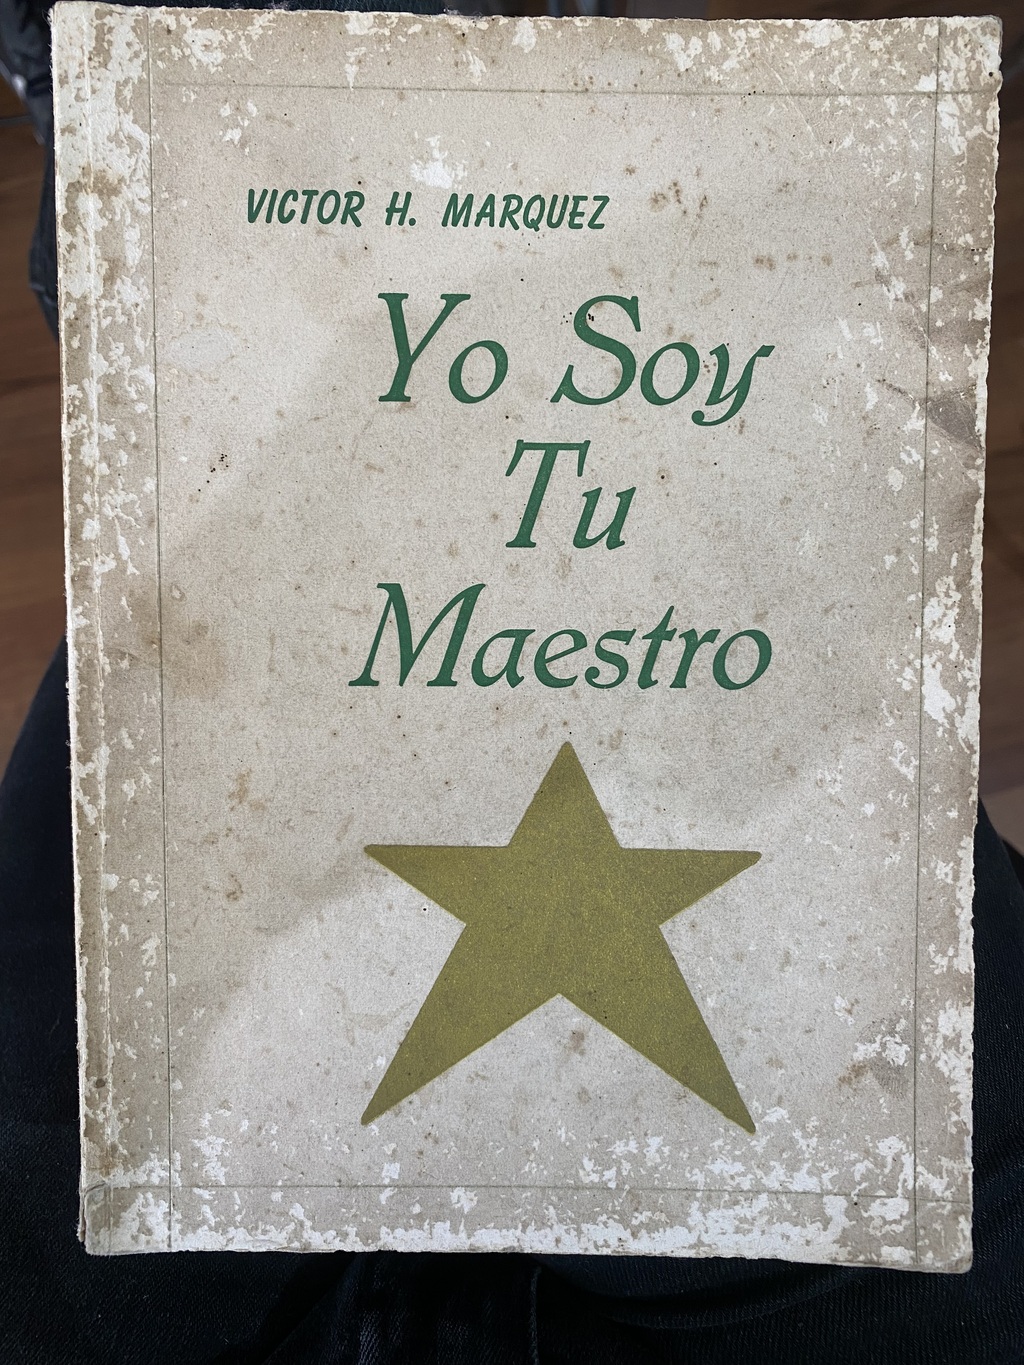 VICTOR H. MARQUEZ
Yo Soy
Tu
Maestro